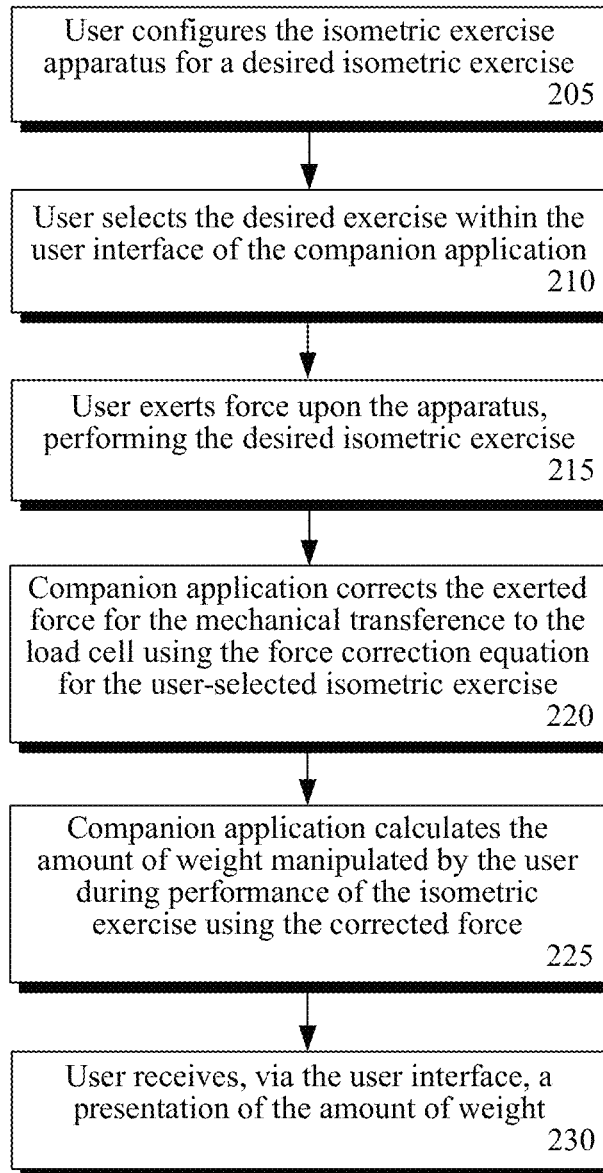 User configures the isometric exercise
apparatus for a desired isometric exercise
205
User selects the desired exercise within the
user interface of the companion application
210
User exerts force upon the apparatus,
performing the desired isometric exercise
215
Companion application corrects the exerted
force for the mechanical transference to the
load cell using the force correction equation
for the user-selected isometric exercise
220
Companion application calculates the
amount of weight manipulated by the user
during performance of the isometric
exercise using the corrected force
225
User receives, via the user interface, a
presentation of the amount of weight
230